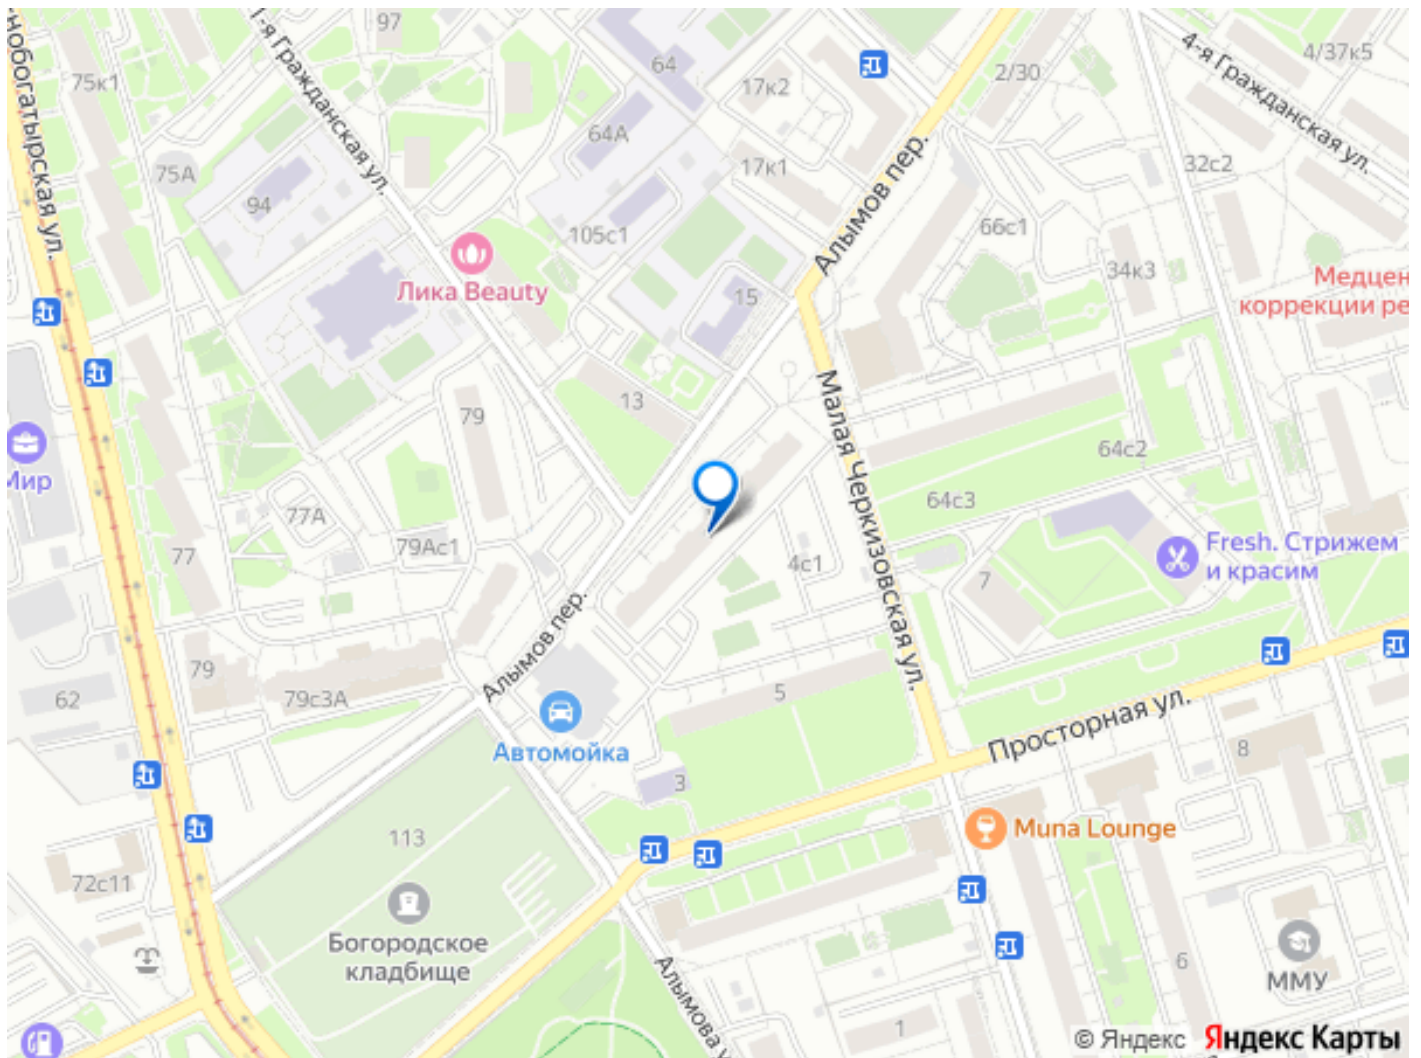 97
1-я Гражданская ул.
75к1
64
17к2
2/30
4/37к5
4-я Гражданская ул.
нобогатырская ул.
64А
75А
94
17к1
32с2
Алымов пер.
105с1
66с1
34к3
Лика Beauty
15
Медцен
коррекции ре
79
13
Малая Черкизовская ул.
64с2
Мир
77А
64с3
79Ас1
77
4с1
7
Fresh. Стрижем
и красим
Алымов пер.
79
79с3А
62
5
Просторная ул.
Автомойка
8
3
113
Muna Lounge
72с11
Богородское
кладбище
Алымова у
6
ММУ
1
© Яндекс Яндекс Карты